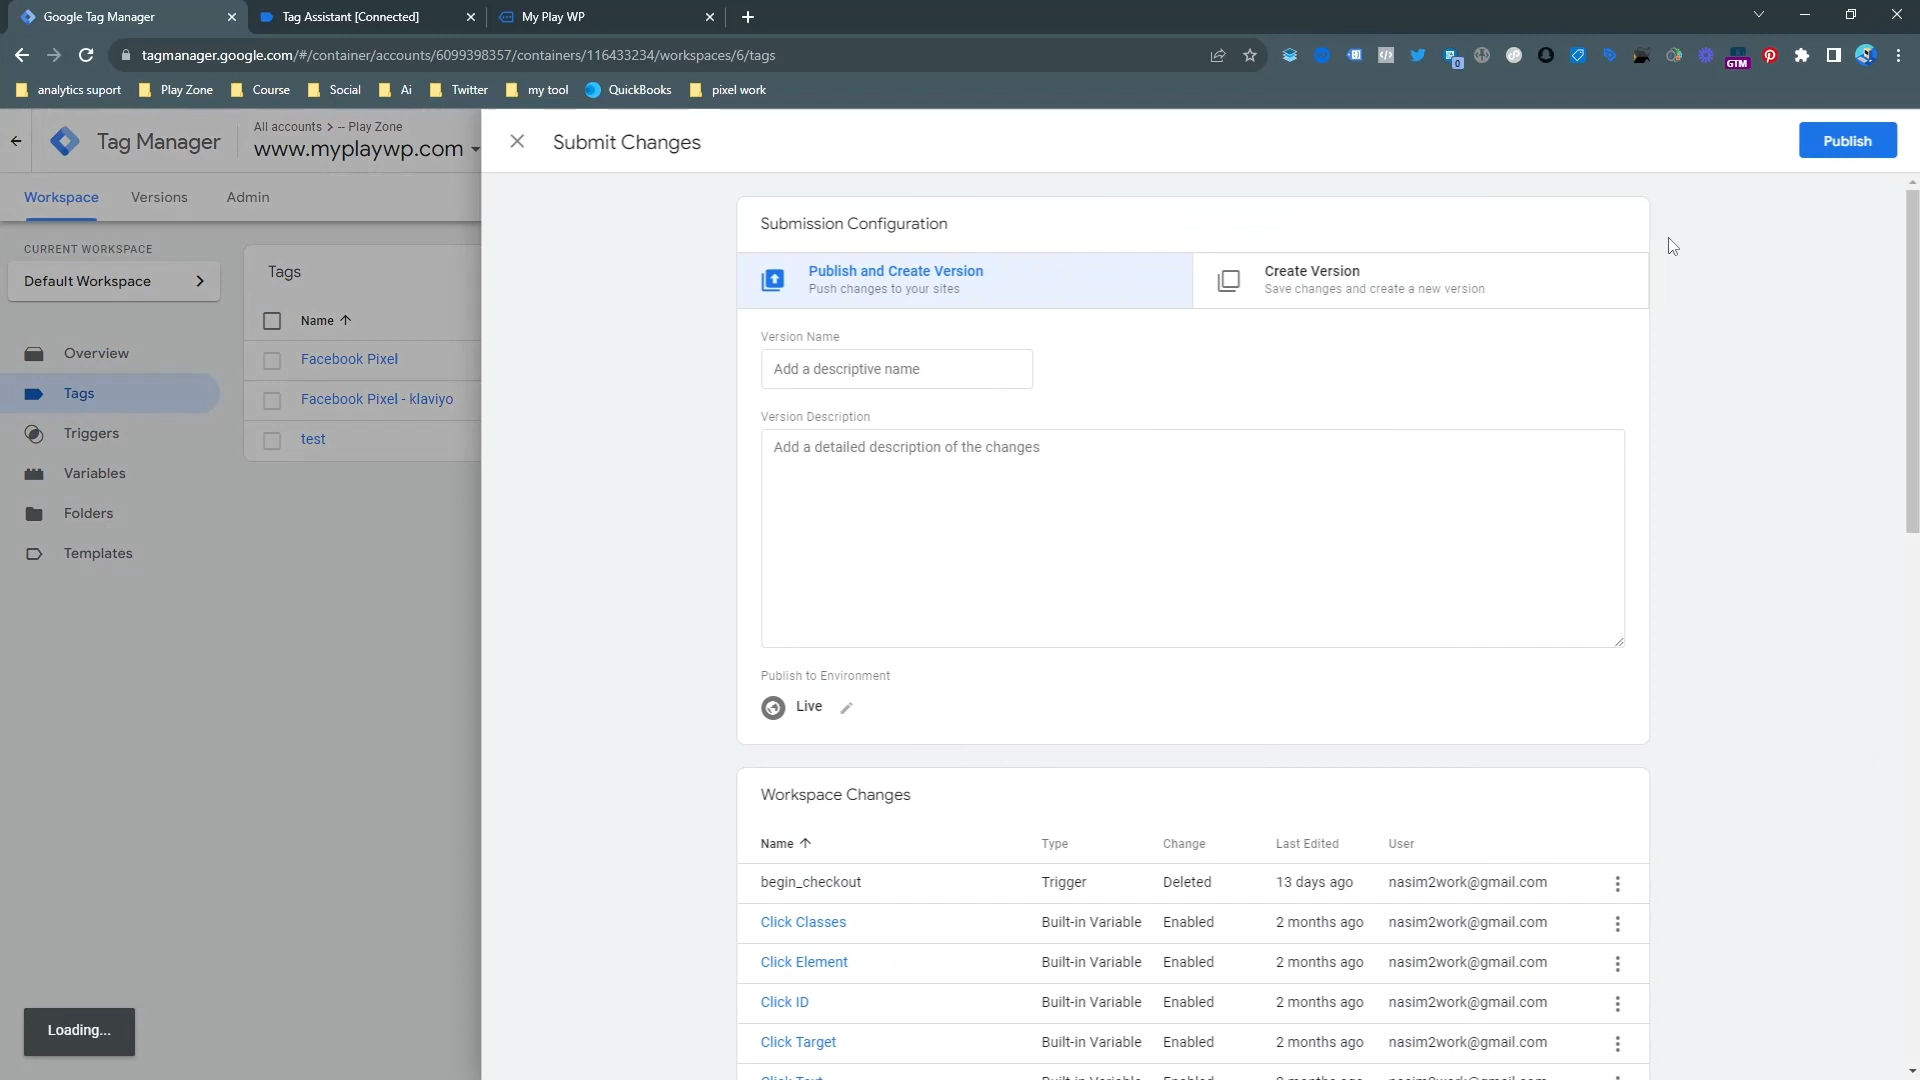 Google Tag Manager
Tag Assistant [Connected]
My Play WP
tagmanager.google.com/#/container/accounts/6099398357/containers/116433234/workspaces/6/tags
0
GTM
analytics suport
Play Zone
Course
Social
Ai
Twitter
my tool
QuickBooks
pixel work
Tag Manager
All accounts > -- Play Zone
www.myplaywp.com
Submit Changes
Publish
Workspace
Versions
Admin
CURRENT WORKSPACE
Default Workspace
Overview
Tags
Triggers
Variables
Folders
Templates
Tags
Name
Facebook Pixel
Facebook Pixel - klaviyo
test
Submission Configuration
Publish and Create Version
Push changes to your sites
Create Version
Save changes and create a new version
Version Name
Add a descriptive name
Version Description
Add a detailed description of the changes
Publish to Environment
Live
Workspace Changes
Name Type Change Last Edited User
begin_checkout Trigger Deleted 13 days ago nasim2work@gmail.com
Click Classes Built-in Variable Enabled 2 months ago nasim2work@gmail.com
Click Element Built-in Variable Enabled 2 months ago nasim2work@gmail.com
Click ID Built-in Variable Enabled 2 months ago nasim2work@gmail.com
Click Target Built-in Variable Enabled 2 months ago nasim2work@gmail.com
Loading...